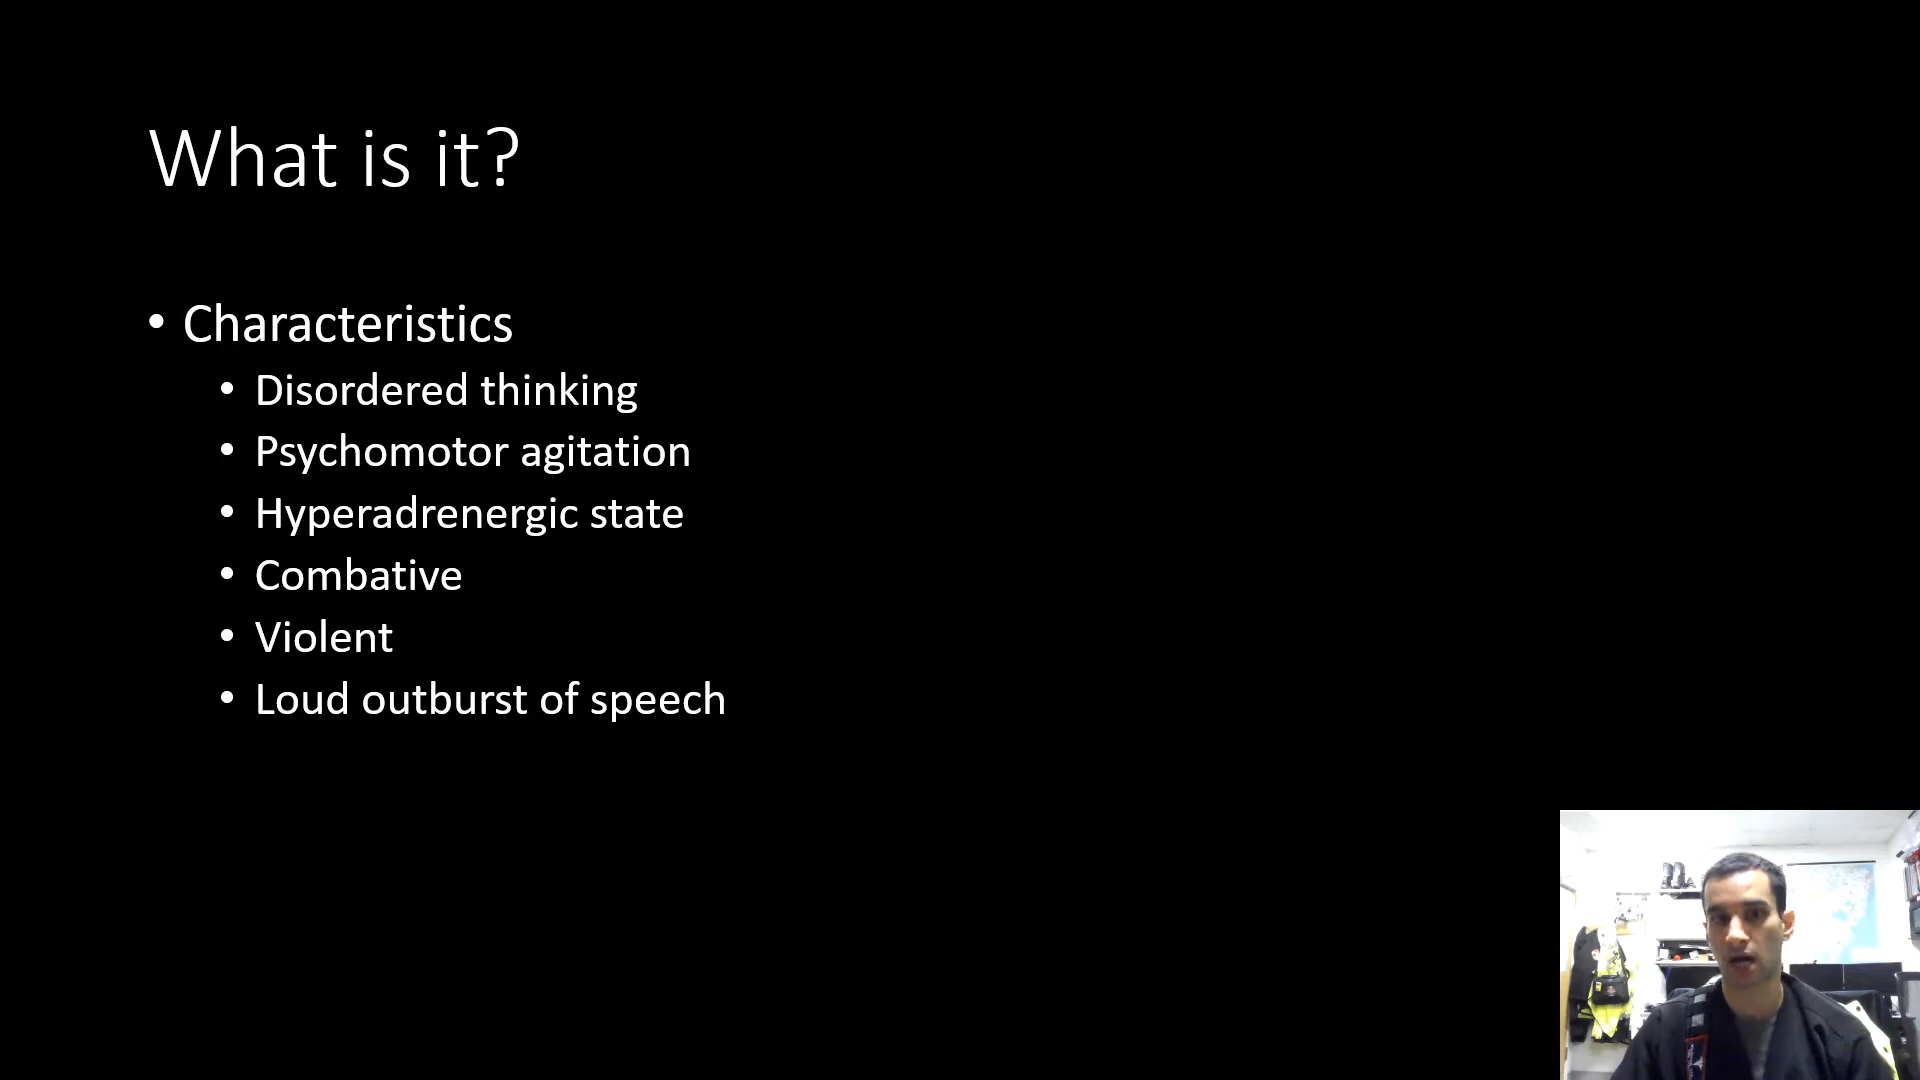 What is it?
• Characteristics
• Disordered thinking
• Psychomotor agitation
• Hyperadrenergic state
• Combative
• Violent
• Loud outburst of speech